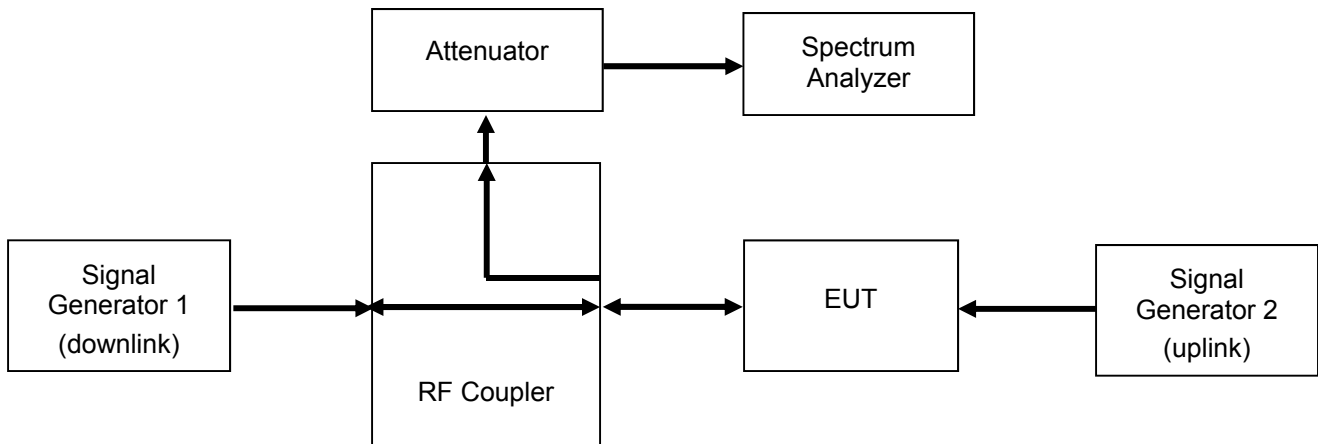 Attenuator
Spectrum
Analyzer
Signal
Generator 1
(downlink)
RF Coupler
EUT
Signal
Generator 2
(uplink)